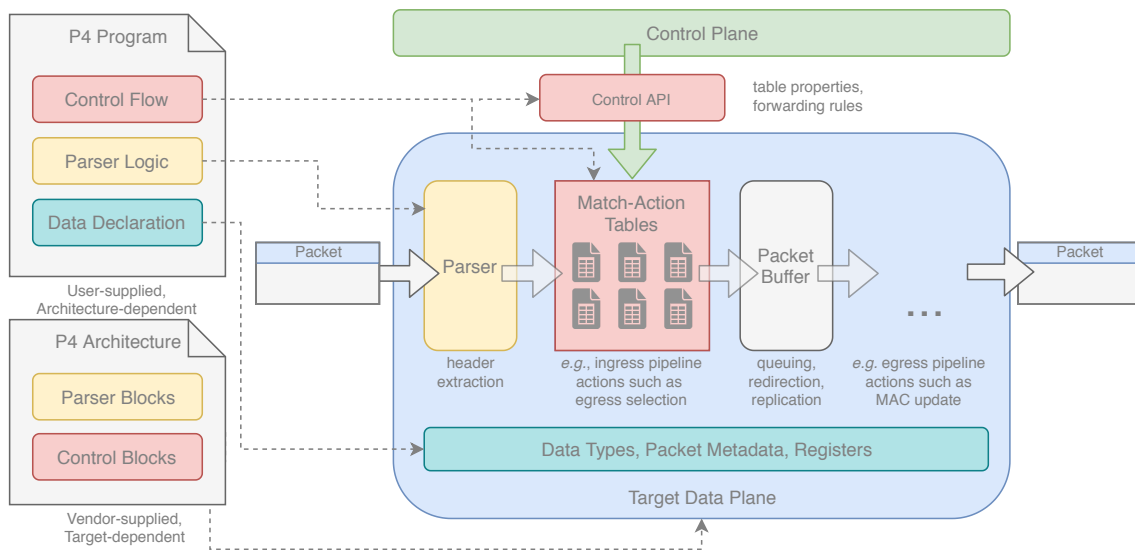 P4 Program
Control Flow
Parser Logic
Data Declaration
User-supplied,
Architecture-dependent
P4 Architecture
Parser Blocks
Control Blocks
Vendor-supplied,
Target-dependent
Control Plane
Control API
table properties,
forwarding rules
Packet
Parser
header
extraction
Match-Action
Tables
e.g., ingress pipeline
actions such as
egress selection
Packet
Buffer
queuing,
redirection,
replication
...
e.g. egress pipeline
actions such as
MAC update
Packet
Data Types, Packet Metadata, Registers
Target Data Plane